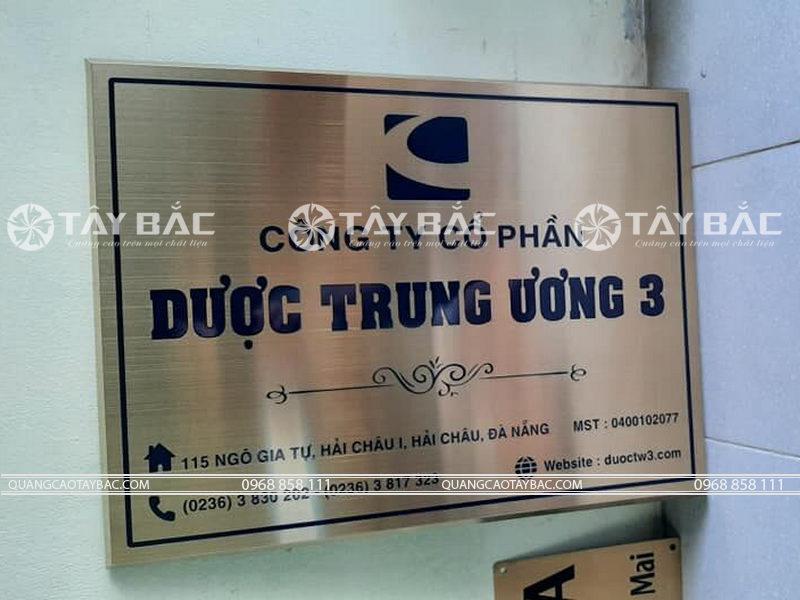 CÔNG TY CỔ PHẦN
DƯỢC TRUNG ƯƠNG 3
115 NGÔ GIA TỰ, HẢI CHÂU I, HẢI CHÂU, ĐÀ NẴNG
MST : 0400102077
(0236) 3 830 202 - (0236) 3 817 323
Website : duoctw3.com
TÂY BẮC TÂY BẮC TÂY BẮC
Quảng cáo trên mọi chất liệu Quảng cáo trên mọi chất liệu Quảng cáo trên mọi chất liệu
QUANGCAOTAYBAC.COM 0968 858 111 QUANGCAOTAYBAC.COM 0968 858 111
A
Mai